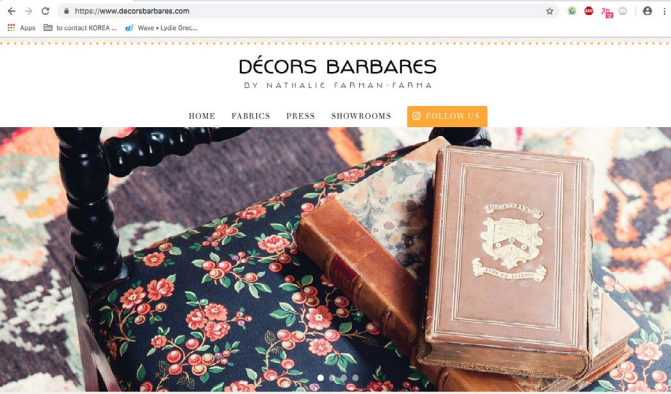 https://www.decorsbarbares.com
Apps to contact KOREA ... Wave • Lydie Grec...
DÉCORS BARBARES
BY NATHALIE FARMAN-FARMA
HOME FABRICS PRESS SHOWROOMS FOLLOW US